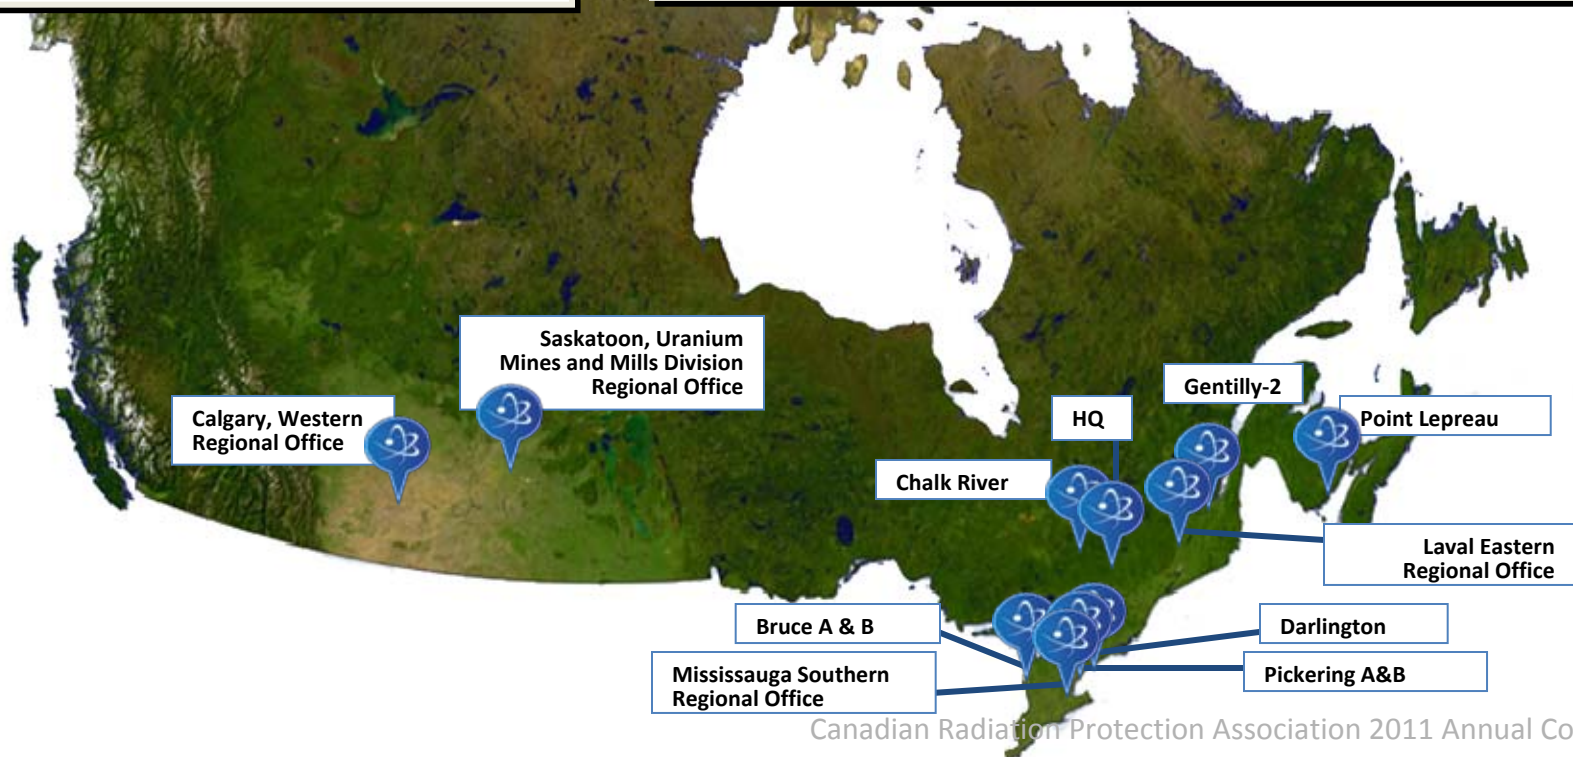 Saskatoon, Uranium
Mines and Mills Division
Regional Office
Calgary, Western
Regional Office
Gentilly-2
HQ
Point Lepreau
Chalk River
Laval Eastern
Regional Office
Bruce A & B
Darlington
Mississauga Southern
Regional Office
Pickering A&B
Canadian Radiation Protection Association 2011 Annual Co